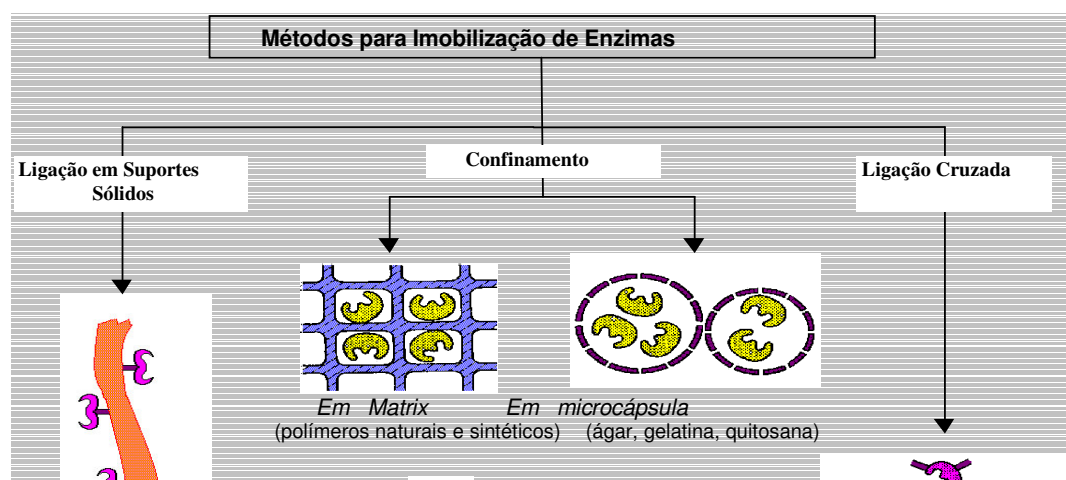 Métodos para Imobilização de Enzimas
Ligação em Suportes
Sólidos
Confinamento
Ligação Cruzada
Em Matrix
(polímeros naturais e sintéticos)
Em microcápsula
(ágar, gelatina, quitosana)